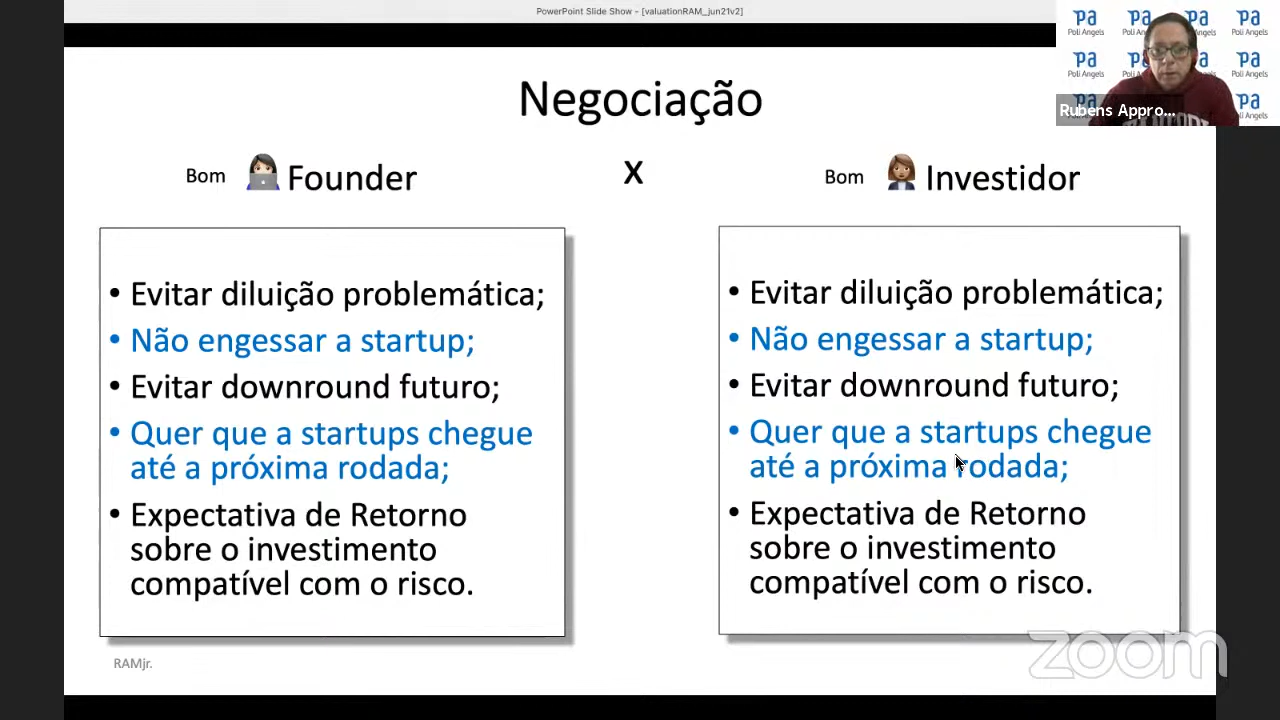 PowerPoint Slide Show - [valuationRAM_jun21v2]
pa pa pa pa
Poli Angels Poli Angels Poli Angels
pa pa pa
Poli Angels Poli Angels Poli Angels
pa pa
Poli Angels
Rubens Appro...
Negociação
Bom Founder
X
Bom Investidor
• Evitar diluição problemática;
• Não engessar a startup;
• Evitar downround futuro;
• Quer que a startups chegue
até a próxima rodada;
• Expectativa de Retorno
sobre o investimento
compatível com o risco.
• Evitar diluição problemática;
• Não engessar a startup;
• Evitar downround futuro;
• Quer que a startups chegue
até a próxima rodada;
• Expectativa de Retorno
sobre o investimento
compatível com o risco.
RAMjr.
zoom